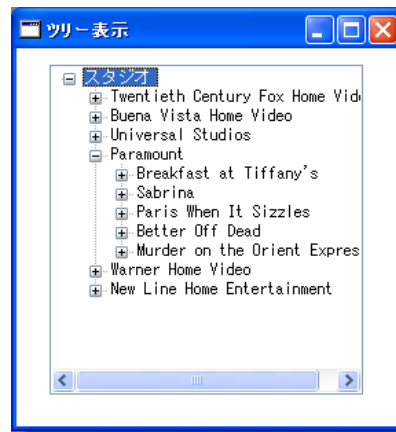 ツリー表示
スタジオ
Twentieth Century Fox Home Vid
Buena Vista Home Video
Universal Studios
Paramount
Breakfast at Tiffany's
Sabrina
Paris When It Sizzles
Better Off Dead
Murder on the Orient Expres
Warner Home Video
New Line Home Entertainment